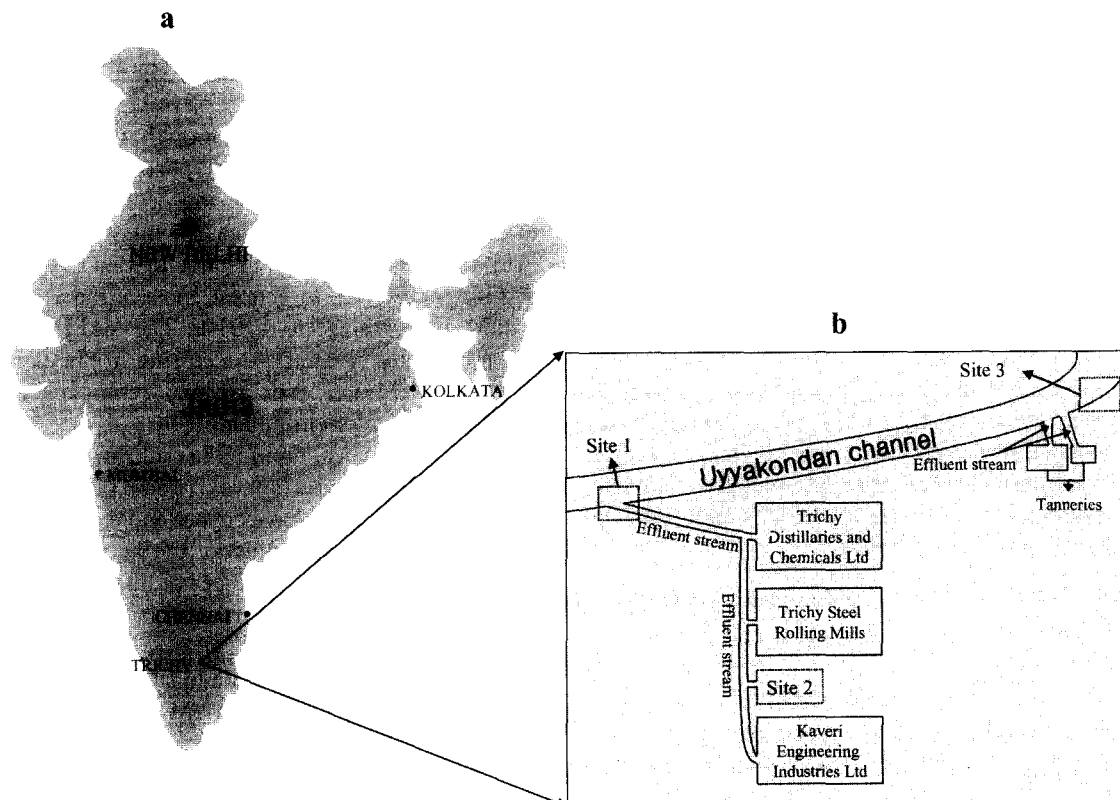 a
NEW DELHI
KOLKATA
India
MUMBAI
CHENNAI
TRICHY
b
Site 3
Site 1
Uyyakondan channel
Effluent stream
Tanneries
Effluent stream
Trichy
Distillaries and
Chemicals Ltd
Effluent stream
Trichy Steel
Rolling Mills
Site 2
Kaveri
Engineering
Industries Ltd